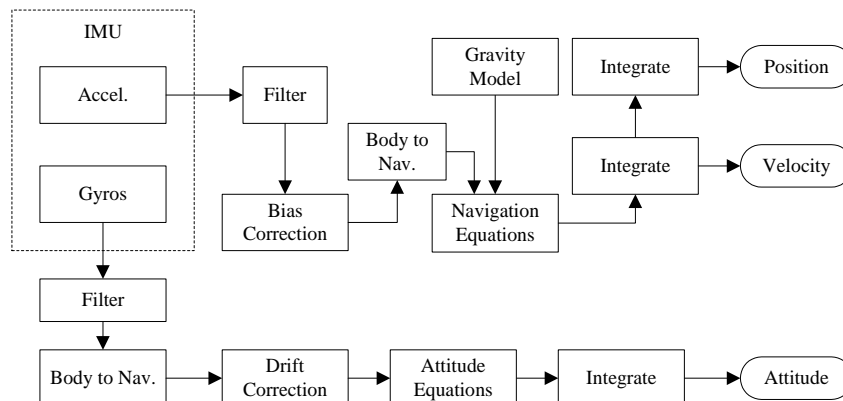 IMU
Accel.
Gyros
Filter
Bias
Correction
Body to
Nav.
Gravity
Model
Navigation
Equations
Integrate
Position
Integrate
Velocity
Filter
Body to Nav.
Drift
Correction
Attitude
Equations
Integrate
Attitude